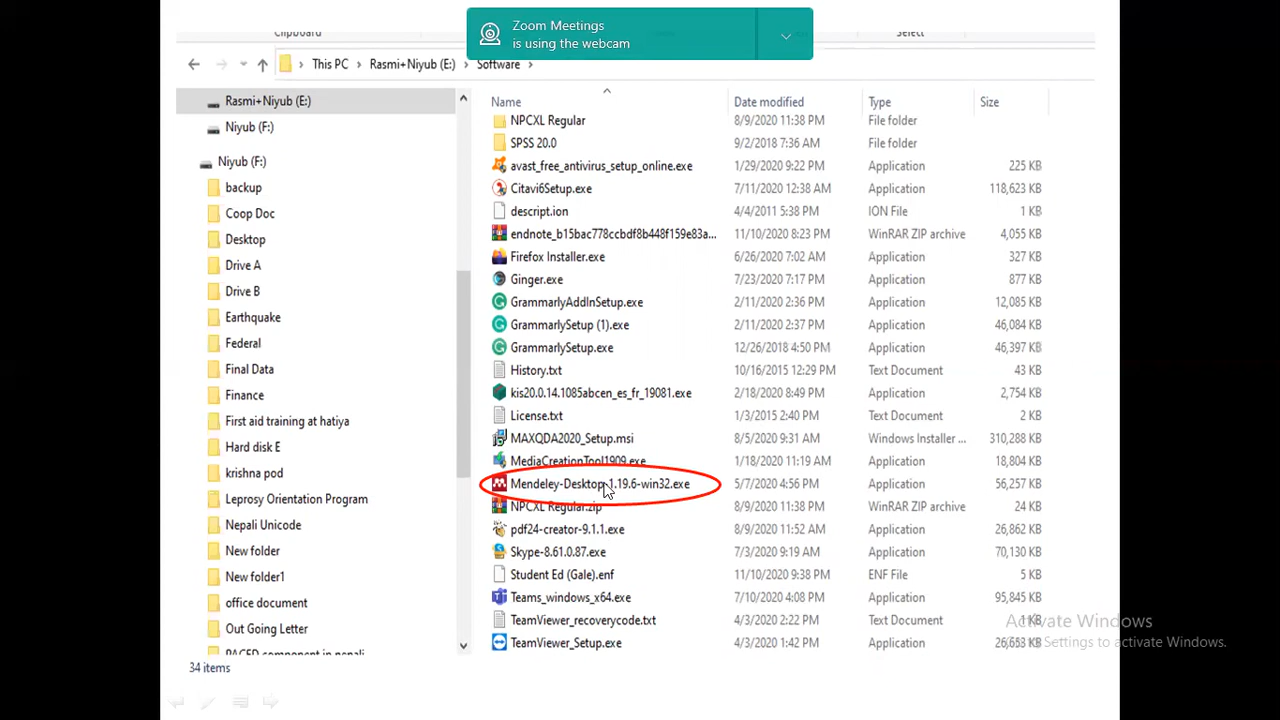 Zoom Meetings
is using the webcam
Clipboard
Select
This PC > Rasmi+Niyub (E:) > Software >
Rasmi+Niyub (E:)
Niyub (F:)
Niyub (F:)
backup
Coop Doc
Desktop
Drive A
Drive B
Earthquake
Federal
Final Data
Finance
First aid training at hatiya
Hard disk E
krishna pod
Leprosy Orientation Program
Nepali Unicode
New folder
New folder1
office document
Out Going Letter
PACED component in nepali
34 items
Name Date modified Type Size
NPCXL Regular 8/9/2020 11:38 PM File folder
SPSS 20.0 9/2/2018 7:36 AM File folder
avast_free_antivirus_setup_online.exe 1/29/2020 9:22 PM Application 225 KB
Citavi6Setup.exe 7/11/2020 12:38 AM Application 118,623 KB
descript.ion 4/4/2011 5:38 PM ION File 1 KB
endnote_b15bac778ccbdf8b448f159e83a... 11/10/2020 8:23 PM WinRAR ZIP archive 4,055 KB
Firefox Installer.exe 6/26/2020 7:02 AM Application 327 KB
Ginger.exe 7/23/2020 7:17 PM Application 877 KB
GrammarlyAddInSetup.exe 2/11/2020 2:36 PM Application 12,085 KB
GrammarlySetup (1).exe 2/11/2020 2:37 PM Application 46,084 KB
GrammarlySetup.exe 12/26/2018 4:50 PM Application 46,397 KB
History.txt 10/16/2015 12:29 PM Text Document 43 KB
kis20.0.14.1085abcen_es_fr_19081.exe 2/18/2020 8:49 PM Application 2,754 KB
License.txt 1/3/2015 2:40 PM Text Document 2 KB
MAXQDA2020_Setup.msi 8/5/2020 9:31 AM Windows Installer ... 310,288 KB
MediaCreationTool1909.exe 1/18/2020 11:19 AM Application 18,804 KB
Mendeley-Desktop-1.19.6-win32.exe 5/7/2020 4:56 PM Application 56,257 KB
NPCXL Regular.zip 8/9/2020 11:38 PM WinRAR ZIP archive 24 KB
pdf24-creator-9.1.1.exe 8/9/2020 11:52 AM Application 26,862 KB
Skype-8.61.0.87.exe 7/3/2020 9:19 AM Application 70,130 KB
Student Ed (Gale).enf 11/10/2020 9:38 PM ENF File 5 KB
Teams_windows_x64.exe 7/10/2020 4:08 PM Application 95,845 KB
TeamViewer_recoverycode.txt 4/3/2020 2:22 PM Text Document 1 KB
TeamViewer_Setup.exe 4/3/2020 1:42 PM Application
Activate Windows
Settings to activate Windows.